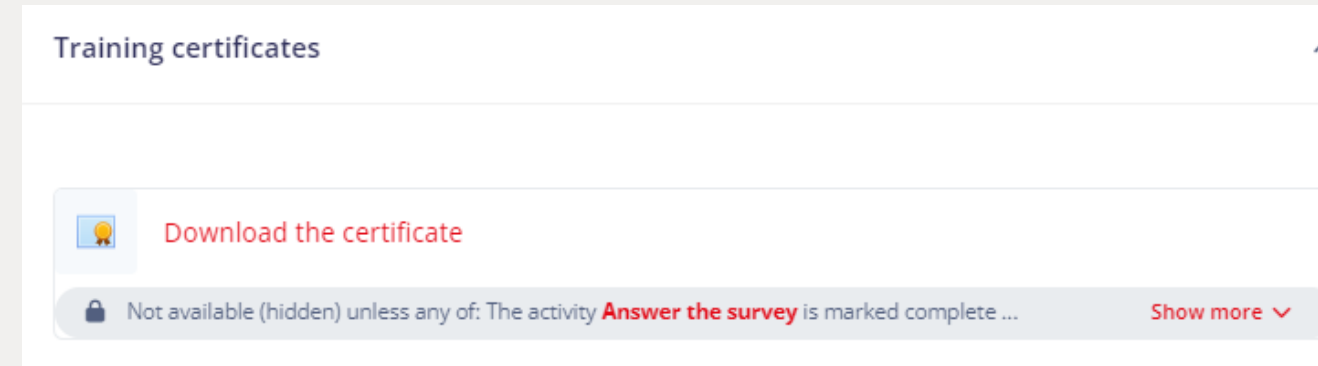 Training certificates
Download the certificate
Not available (hidden) unless any of: The activity Answer the survey is marked complete ... Show more